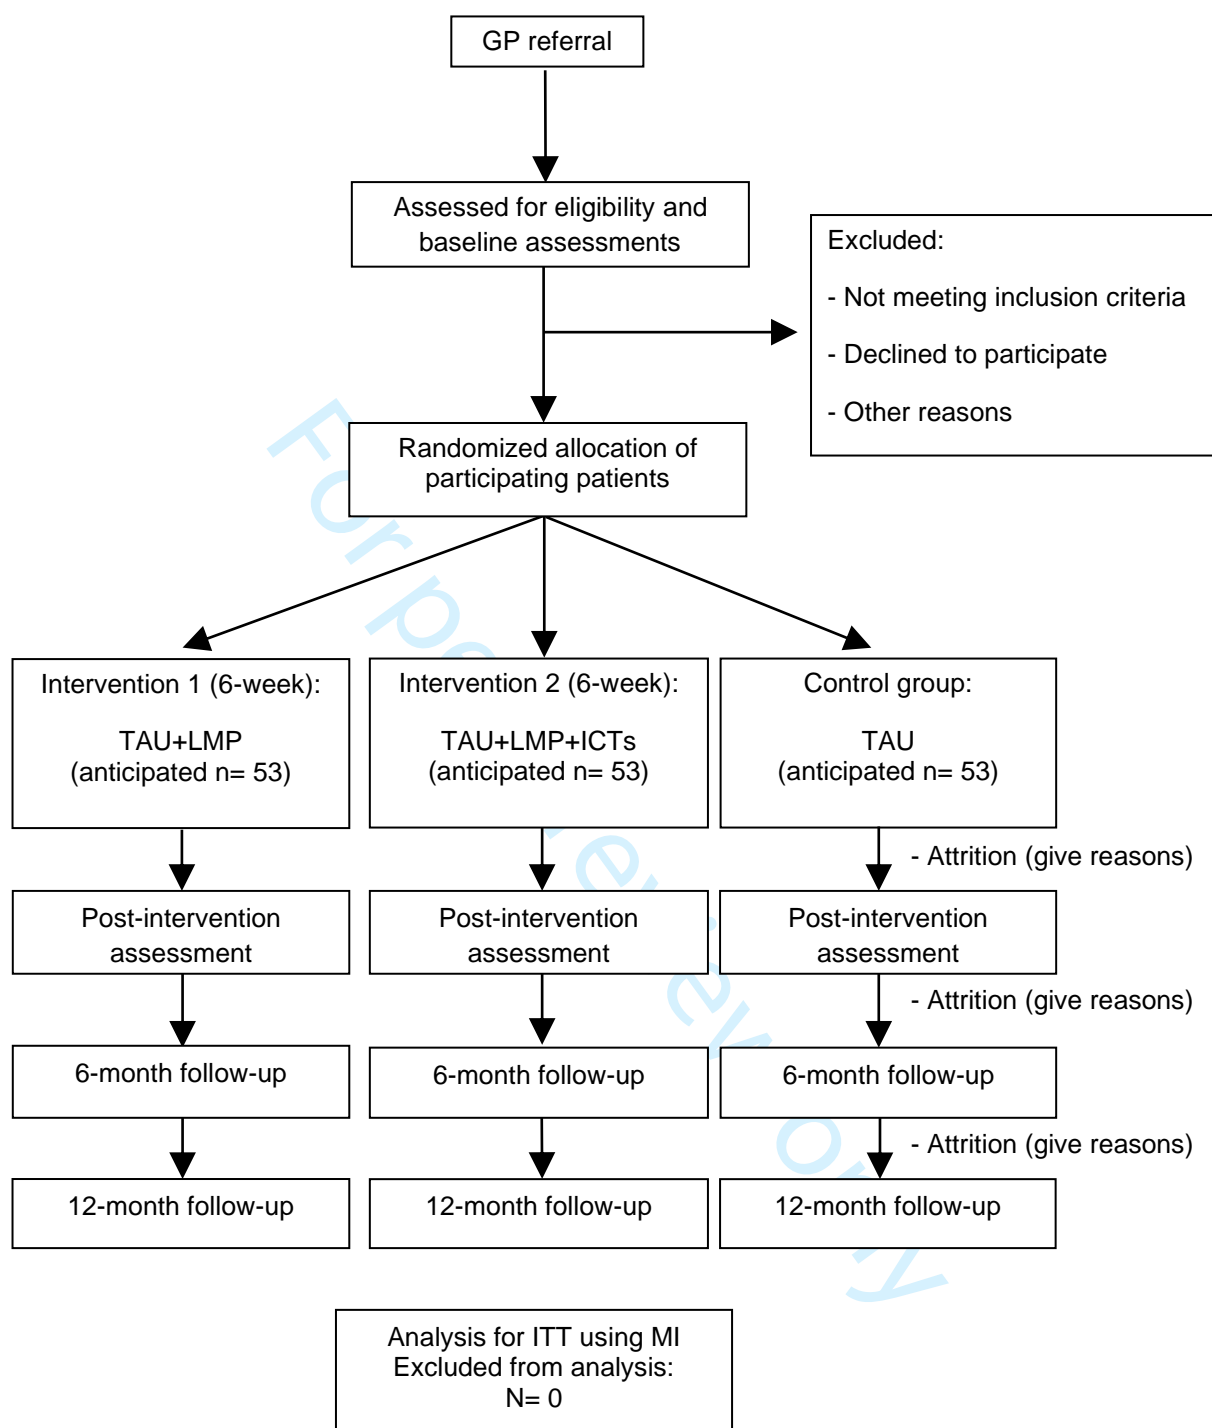 GP referral
Assessed for eligibility and
baseline assessments
Excluded:
- Not meeting inclusion criteria
- Declined to participate
- Other reasons
Randomized allocation of
participating patients
Intervention 1 (6-week):
TAU+LMP
(anticipated n= 53)
Intervention 2 (6-week):
TAU+LMP+ICTs
(anticipated n= 53)
Control group:
TAU
(anticipated n= 53)
- Attrition (give reasons)
Post-intervention
assessment
Post-intervention
assessment
Post-intervention
assessment
- Attrition (give reasons)
6-month follow-up
6-month follow-up
6-month follow-up
- Attrition (give reasons)
12-month follow-up
12-month follow-up
12-month follow-up
Analysis for ITT using MI
Excluded from analysis:
N= 0
For peer review only